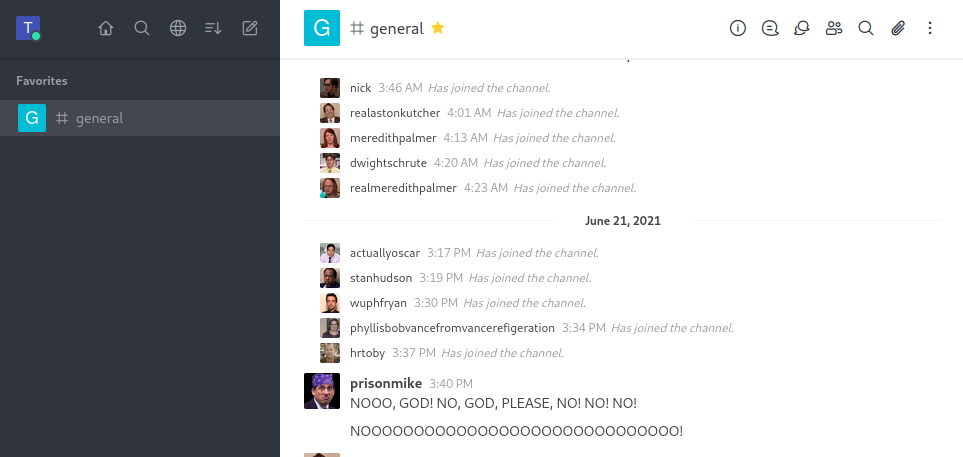 T
G # general
Favorites
G # general
nick 3:46 AM Has joined the channel.
realastonkutcher 4:01 AM Has joined the channel.
meredithpalmer 4:13 AM Has joined the channel.
dwightschrute 4:20 AM Has joined the channel.
realmeredithpalmer 4:23 AM Has joined the channel.
June 21, 2021
actuallyoscar 3:17 PM Has joined the channel.
stanhudson 3:19 PM Has joined the channel.
wuphfryan 3:30 PM Has joined the channel.
phyllisbobvancefromvancerefigeration 3:34 PM Has joined the channel.
hrtoby 3:37 PM Has joined the channel.
prisonmike 3:40 PM
NOOO, GOD! NO, GOD, PLEASE, NO! NO! NO!
NOOOOOOOOOOOOOOOOOOOOOOOOOOOOOO!